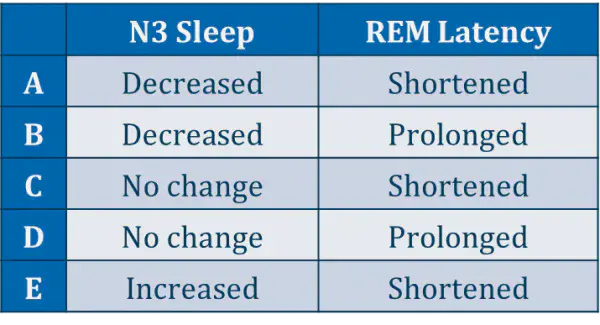 N3 Sleep REM Latency
A Decreased Shortened
B Decreased Prolonged
C No change Shortened
D No change Prolonged
E Increased Shortened